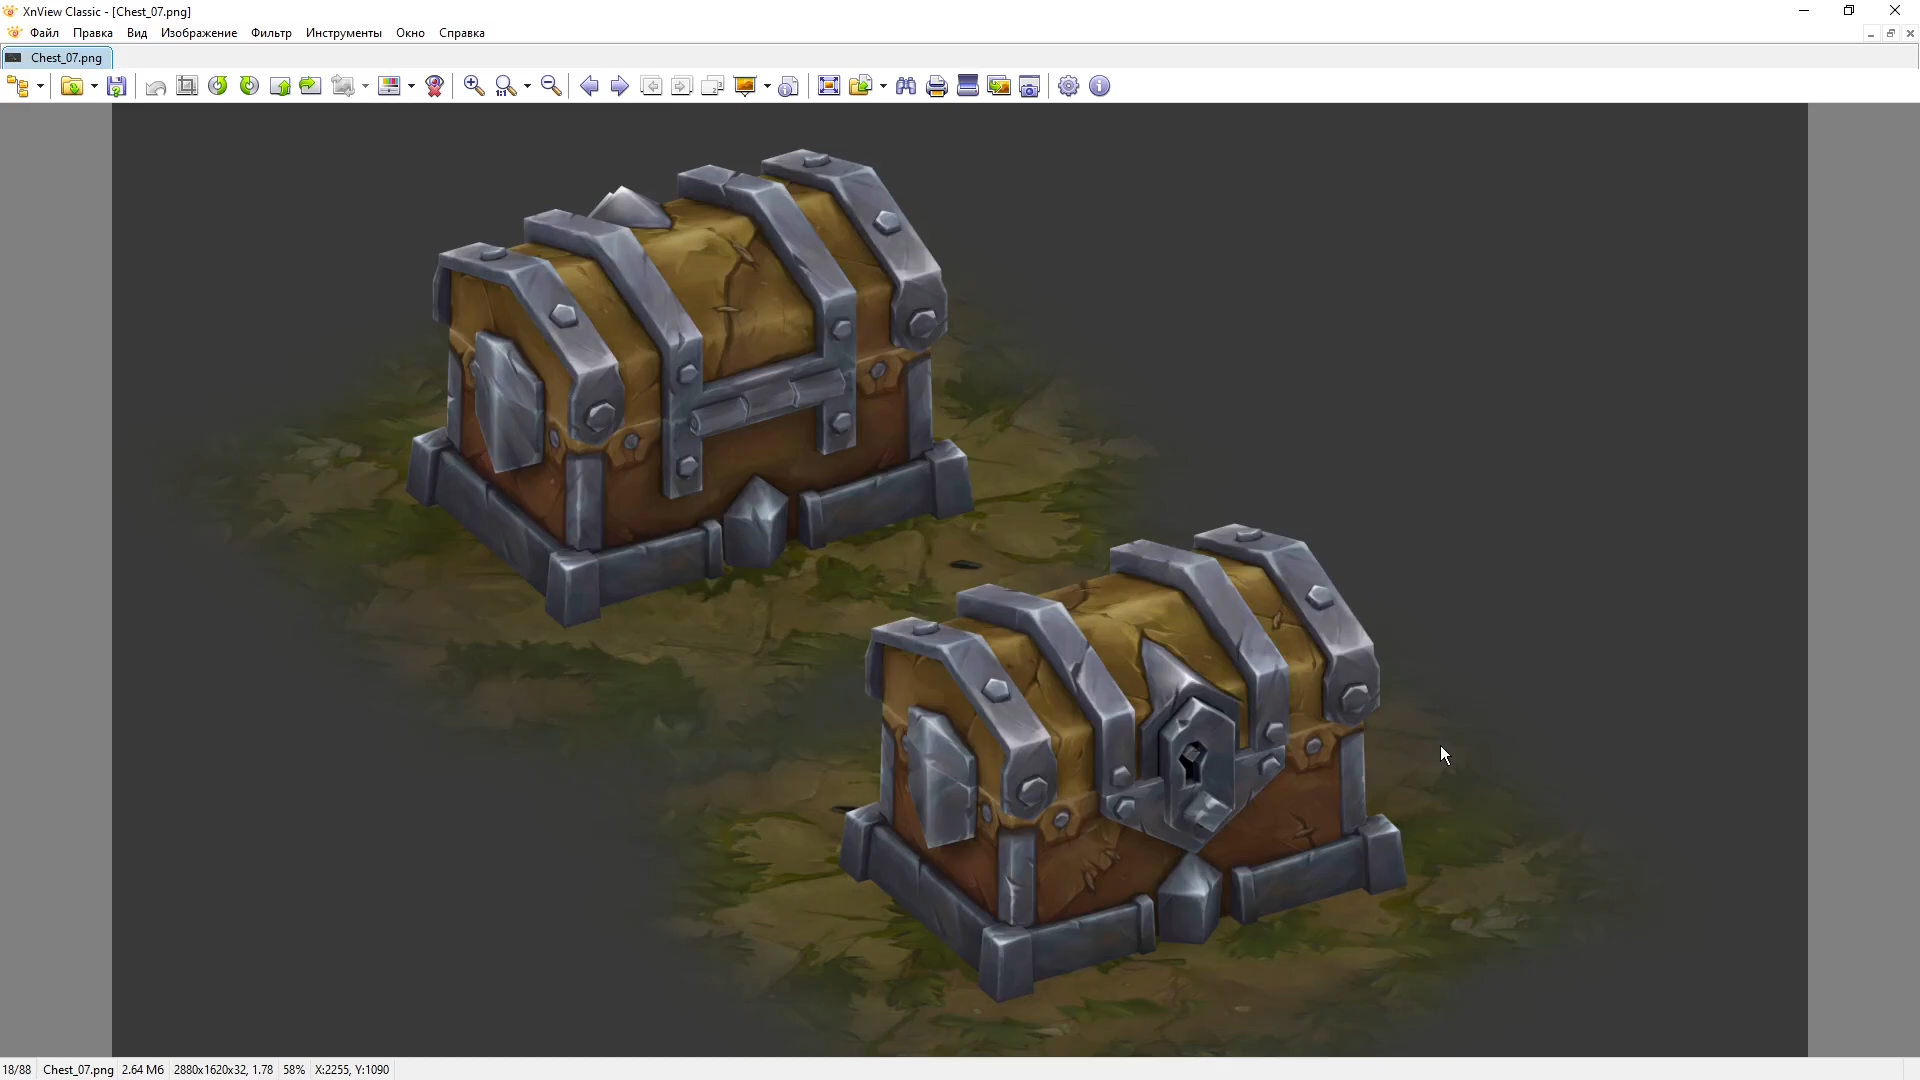 XnView Classic - [Chest_07.png]
Файл Правка Вид Изображение Фильтр Инструменты Окно Справка
Chest_07.png
18/88 Chest_07.png 2.64 Мб 2880x1620x32, 1.78 58% X:2255, Y:1090